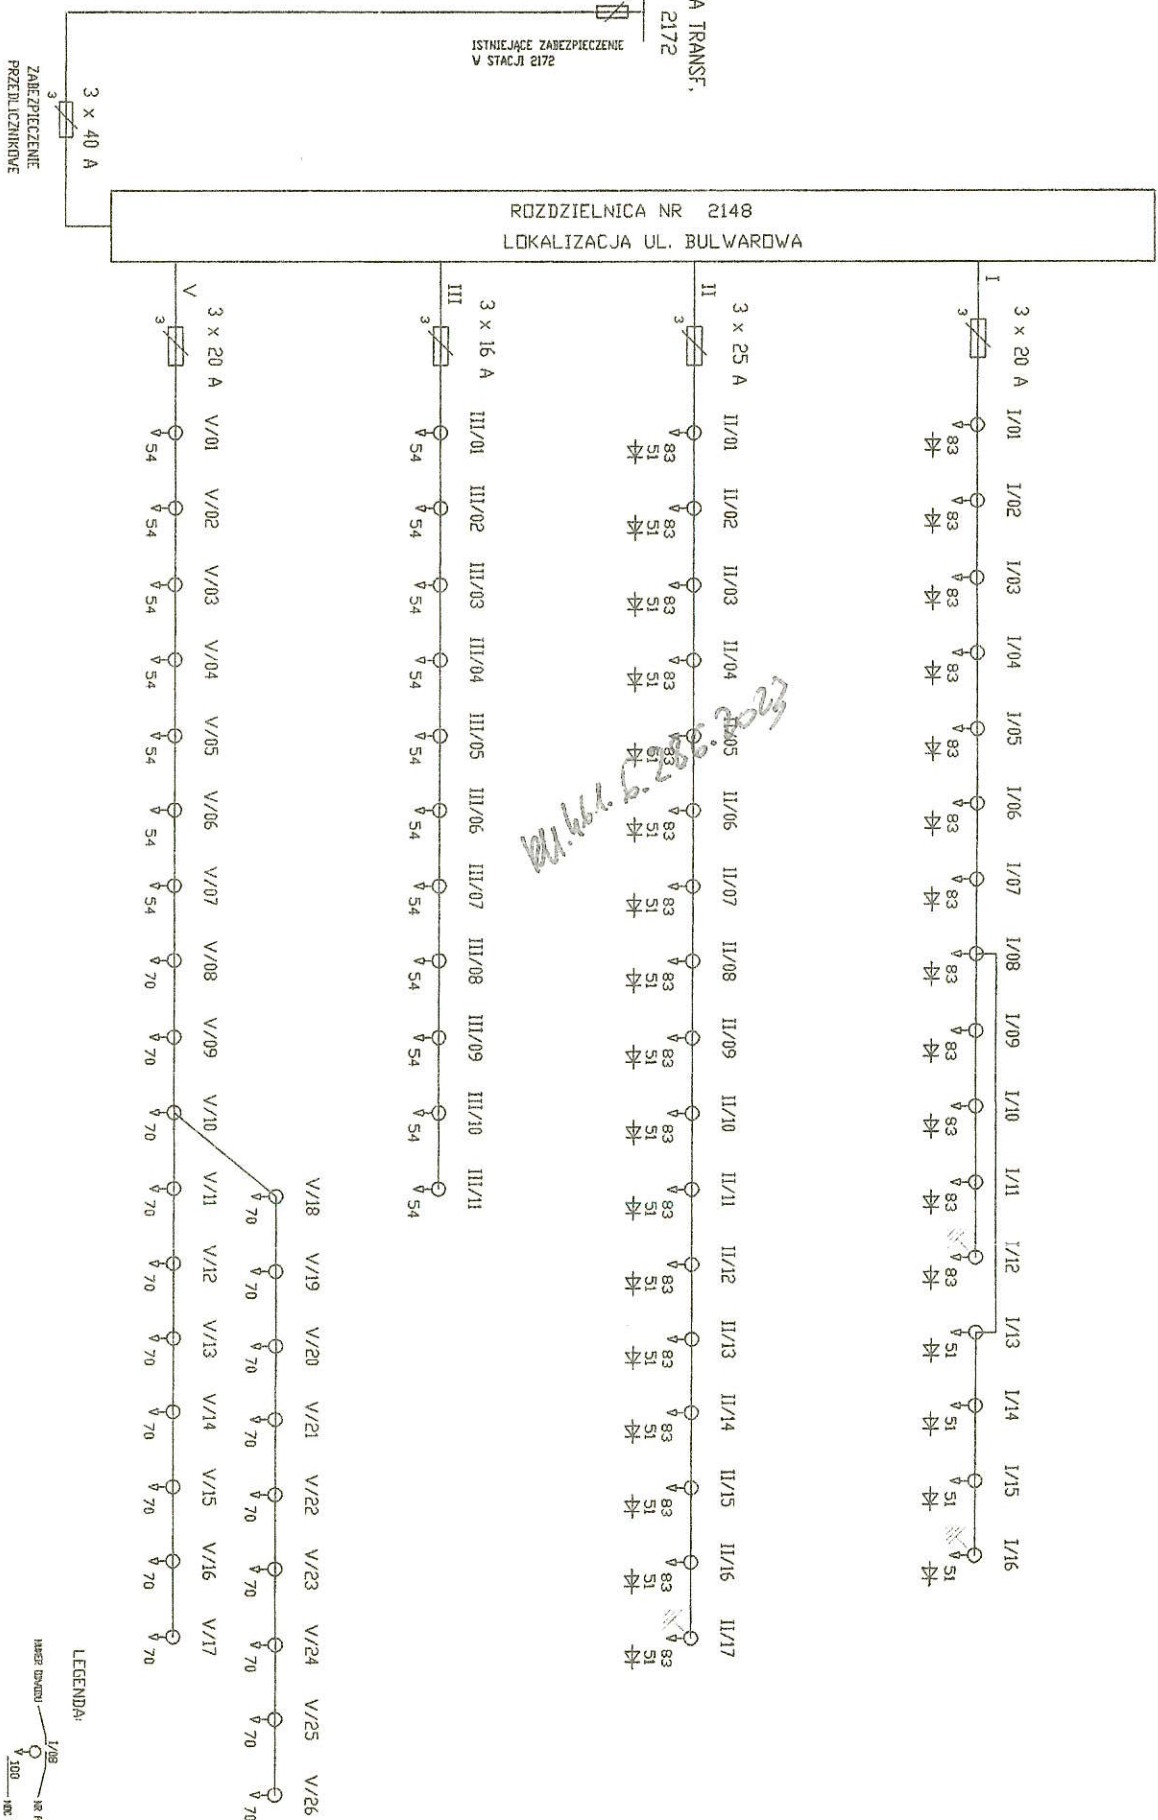 A TRANSF.
2172
ISTNIEJĄCE ZABEZPIECZENIE
W STACJI 2172
3 x 40 A
3
ZABEZPIECZENIE
PRZEDLICZNIKOWE
ROZDZIELNICA NR 2148
LOKALIZACJA UL. BULWAROWA
I
3 x 20 A
3
I/01 I/02 I/03 I/04 I/05 I/06 I/07 I/08 I/09 I/10 I/11 I/12 I/13 I/14 I/15 I/16
83 83 83 83 83 83 83 83 83 83 83 83 51 51 51 51
II
3 x 25 A
3
II/01 II/02 II/03 II/04 II/05 II/06 II/07 II/08 II/09 II/10 II/11 II/12 II/13 II/14 II/15 II/16 II/17
83 83 83 83 83 83 83 83 83 83 83 83 83 83 83 83 83
51 51 51 51 51 51 51 51 51 51 51 51 51 51 51 51 51
III
3 x 16 A
3
III/01 III/02 III/03 III/04 III/05 III/06 III/07 III/08 III/09 III/10 III/11
54 54 54 54 54 54 54 54 54 54 54
V
3 x 20 A
3
V/18 V/19 V/20 V/21 V/22 V/23 V/24 V/25 V/26
70 70 70 70 70 70 70 70 70
V/01 V/02 V/03 V/04 V/05 V/06 V/07 V/08 V/09 V/10 V/11 V/12 V/13 V/14 V/15 V/16 V/17
54 54 54 54 54 54 54 70 70 70 70 70 70 70 70 70 70
LEGENDA:
NUMER OBWODU
I/08
NR
100
MOC